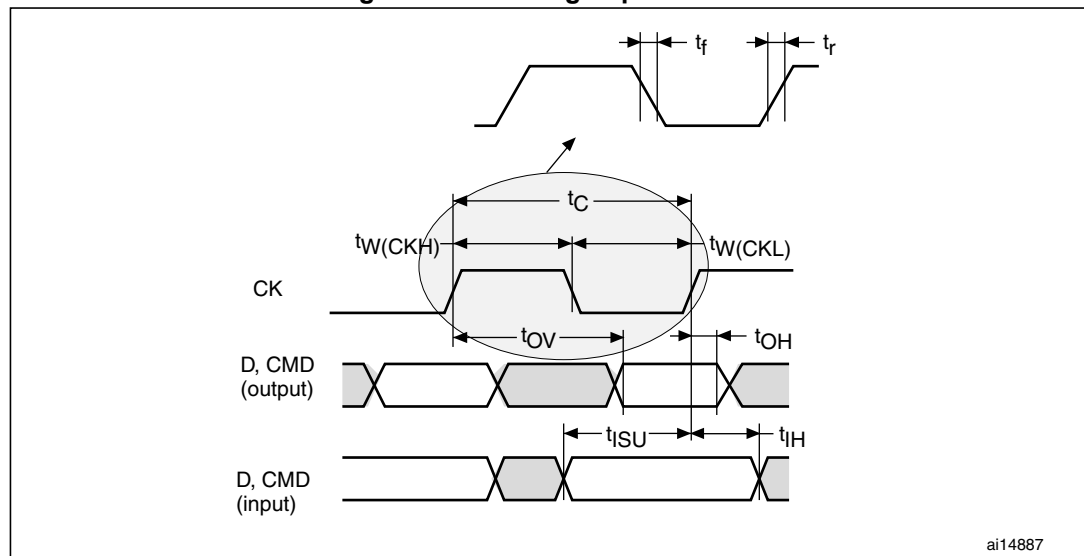 tf
tr
tC
tW(CKH)
tW(CKL)
CK
tOV
tOH
D, CMD
(output)
tISU
tIH
D, CMD
(input)
ai14887